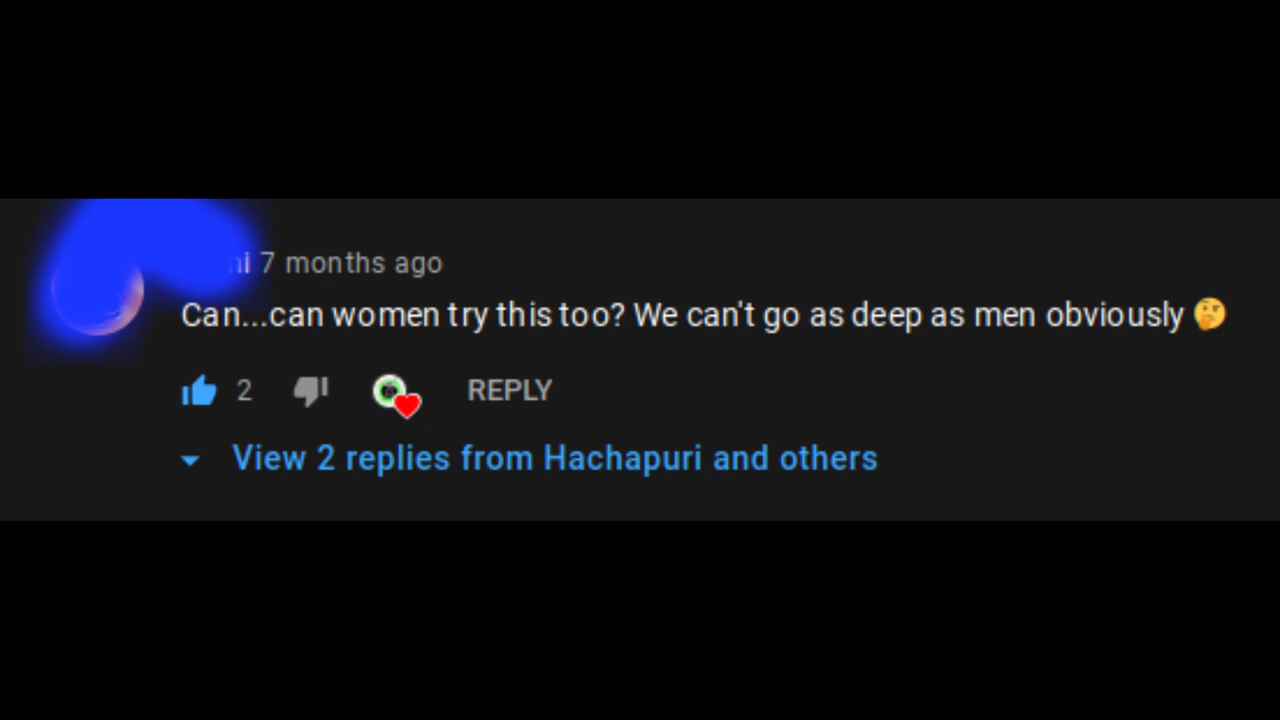 7 months ago
Can...can women try this too? We can't go as deep as men obviously 🤔
2 REPLY
View 2 replies from Hachapuri and others